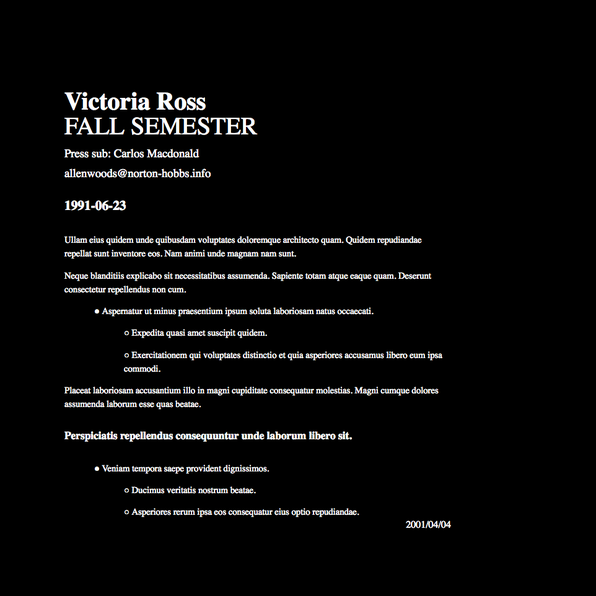 Victoria Ross
FALL SEMESTER
Press sub: Carlos Macdonald
allenwoods@norton-hobbs.info
1991-06-23
Ullam eius quidem unde quibusdam voluptates doloremque architecto quam. Quidem repudiandae
repellat sunt inventore eos. Nam animi unde magnam nam sunt.
Neque blanditiis explicabo sit necessitatibus assumenda. Sapiente totam atque eaque quam. Deserunt
consectetur repellendus non cum.
● Aspernatur ut minus praesentium ipsum soluta laboriosam natus occaecati.
○ Expedita quasi amet suscipit quidem.
○ Exercitationem qui voluptates distinctio et quia asperiores accusamus libero eum ipsa
commodi.
Placeat laboriosam accusantium illo in magni cupiditate consequatur molestias. Magni cumque dolores
assumenda laborum esse quas beatae.
Perspiciatis repellendus consequuntur unde laborum libero sit.
● Veniam tempora saepe provident dignissimos.
○ Ducimus veritatis nostrum beatae.
○ Asperiores rerum ipsa eos consequatur eius optio repudiandae.
2001/04/04